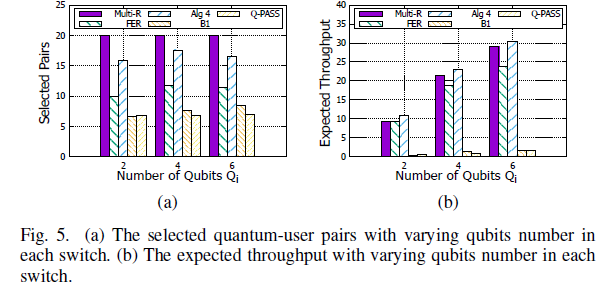 25
20
15
10
5
0
Selected Pairs
Multi-R
FER
Alg 4
B1
Q-PASS
2
4
6
Number of Qubits Qi
(a)
40
35
30
25
20
15
10
5
0
Expected Throughput
Multi-R
FER
Alg 4
B1
Q-PASS
2
4
6
Number of Qubits Qi
(b)
Fig. 5. (a) The selected quantum-user pairs with varying qubits number in
each switch. (b) The expected throughput with varying qubits number in each
switch.